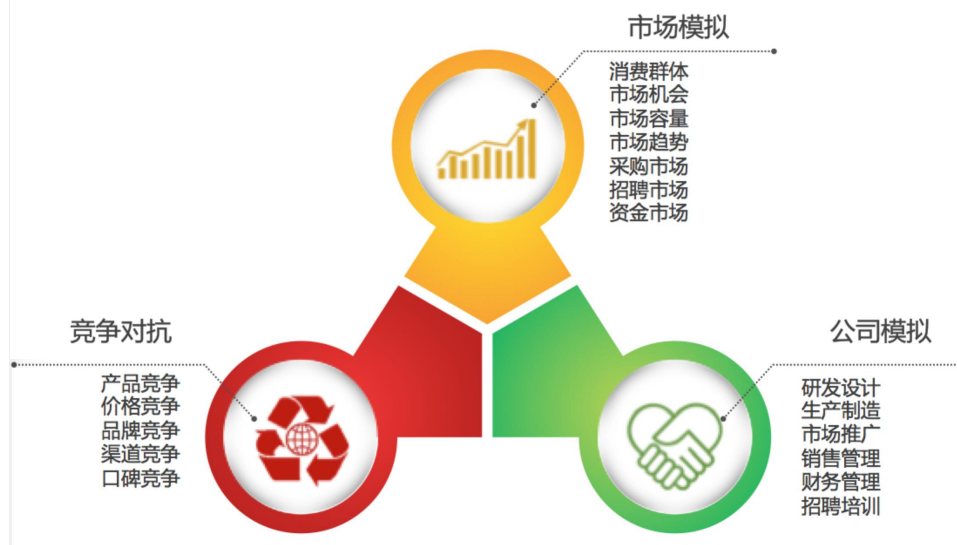 市场模拟
消费群体
市场机会
市场容量
市场趋势
采购市场
招聘市场
资金市场
竞争对抗
产品竞争
价格竞争
品牌竞争
渠道竞争
口碑竞争
公司模拟
研发设计
生产制造
市场推广
销售管理
财务管理
招聘培训